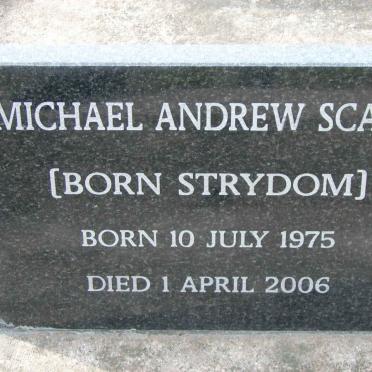 MICHAEL ANDREW SCA
[BORN STRYDOM]
BORN 10 JULY 1975
DIED 1 APRIL 2006